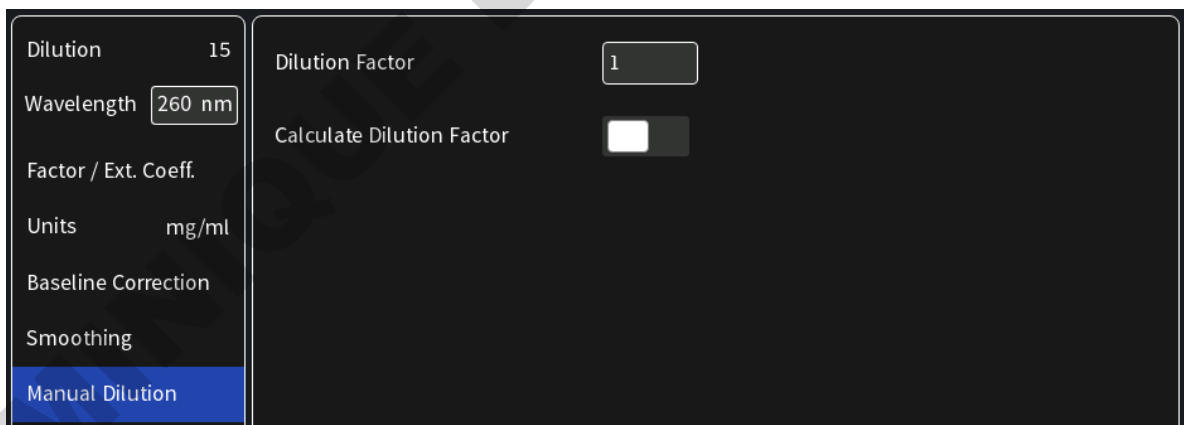 Dilution 15
Wavelength 260 nm
Factor / Ext. Coeff.
Units mg/ml
Baseline Correction
Smoothing
Manual Dilution
Dilution Factor 1
Calculate Dilution Factor